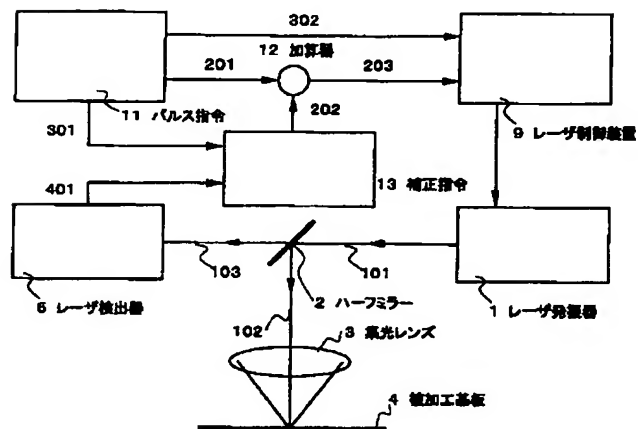 302
12 加算器
201
203
202
11 パルス指令
301
9 レーザ制御装置
401
13 補正指令
103
101
6 レーザ検出器
2 ハーフミラー
1 レーザ発振器
102
3 集光レンズ
4 被加工基板